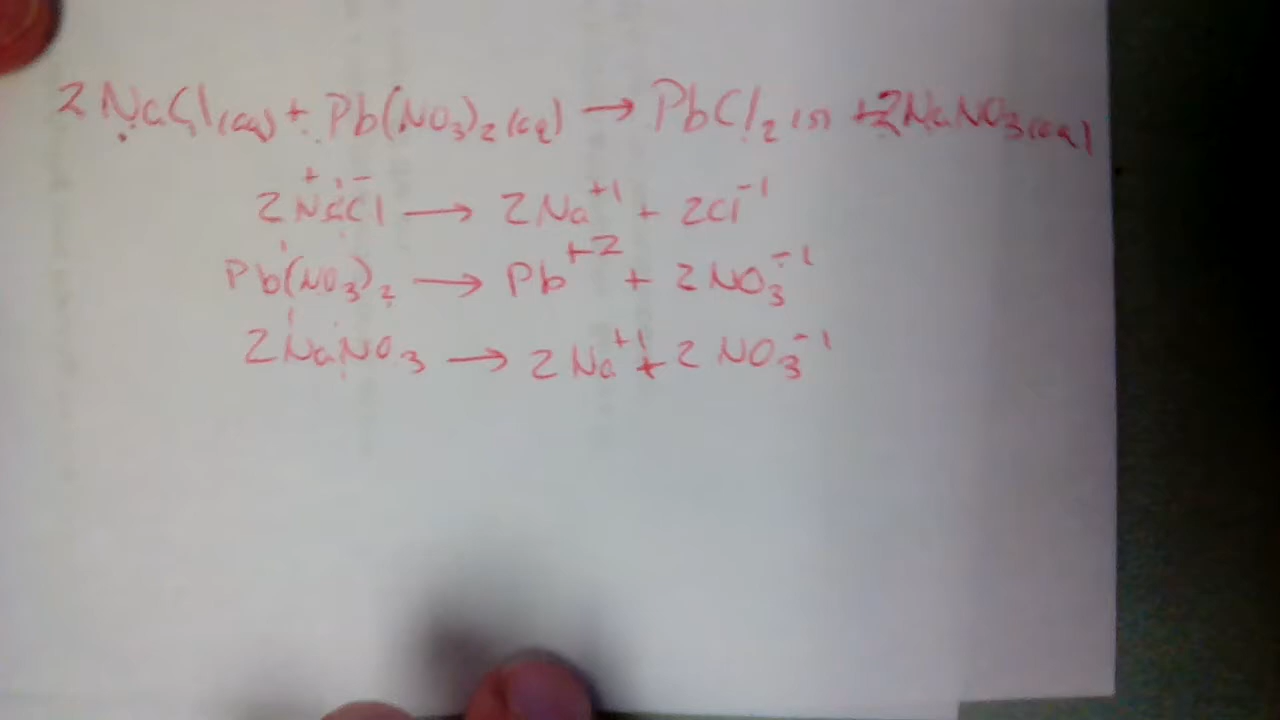 2NaCl(aq) + Pb(NO3)2(aq) → PbCl2(s) + 2NaNO3(aq)
2NaCl → 2Na+1 + 2Cl-1
Pb(NO3)2 → Pb+2 + 2NO3-1
2NaNO3 → 2Na+1 + 2NO3-1